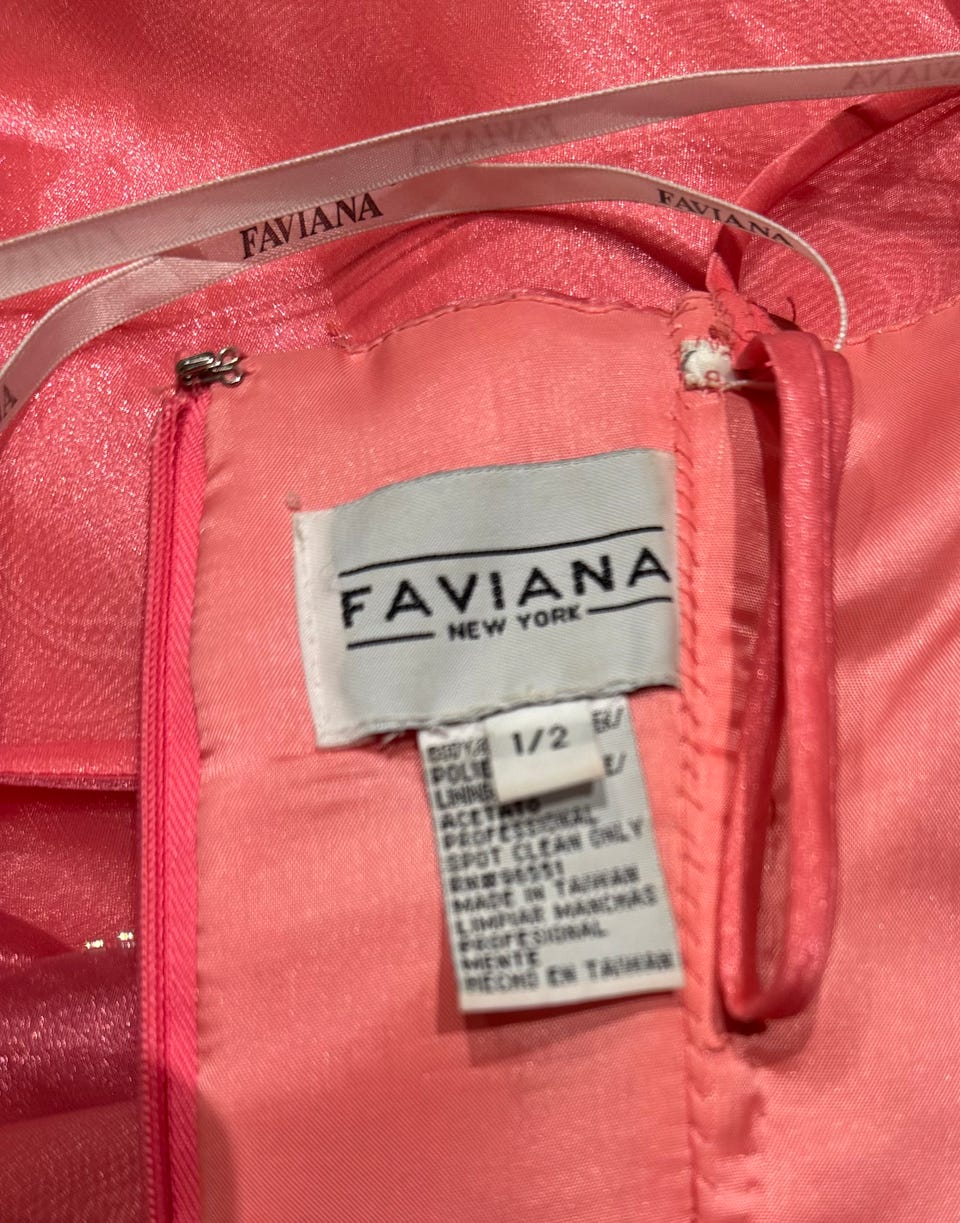 FAVIANA
FAVIANA
FAVIANA
FAVIANA
FAVIANA
NEW YORK
1/2
POLIE
ACETATO
PROFESSIONAL
SPOT CLEAN ONLY
MADE IN TAIWAN
LIMPIAR MANCHAS
PROFESIONAL
MENTE
HECHO EN TAIWAN